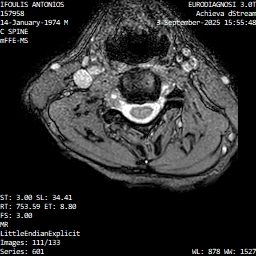 IFOULIS ANTONIOS
157958
14-January-1974 M
C SPINE
mFFE-MS
EURODIAGNOSI 3.0T
Achieva dStream
3-September-2025 15:55:48
ST: 3.00 SL: 34.41
RT: 753.59 ET: 8.80
FS: 3.00
MR
LittleEndianExplicit
Images: 111/133
Series: 601
WL: 878 WW: 1527